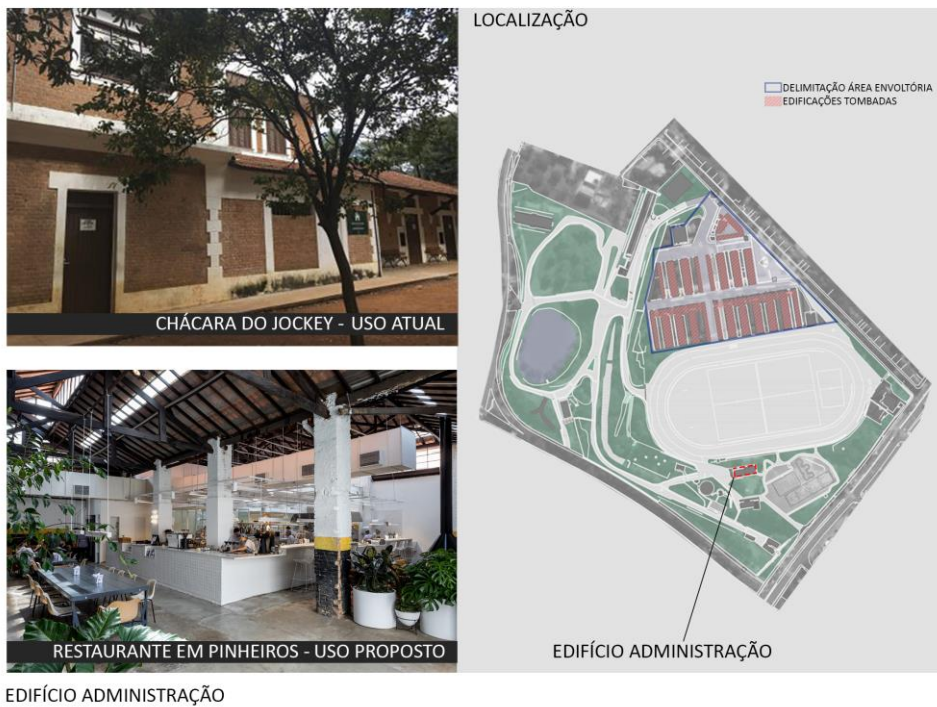 LOCALIZAÇÃO
DELIMITAÇÃO ÁREA ENVOLTÓRIA
EDIFICAÇÕES TOMBADAS
CHÁCARA DO JOCKEY - USO ATUAL
RESTAURANTE EM PINHEIROS - USO PROPOSTO
EDIFÍCIO ADMINISTRAÇÃO
EDIFÍCIO ADMINISTRAÇÃO